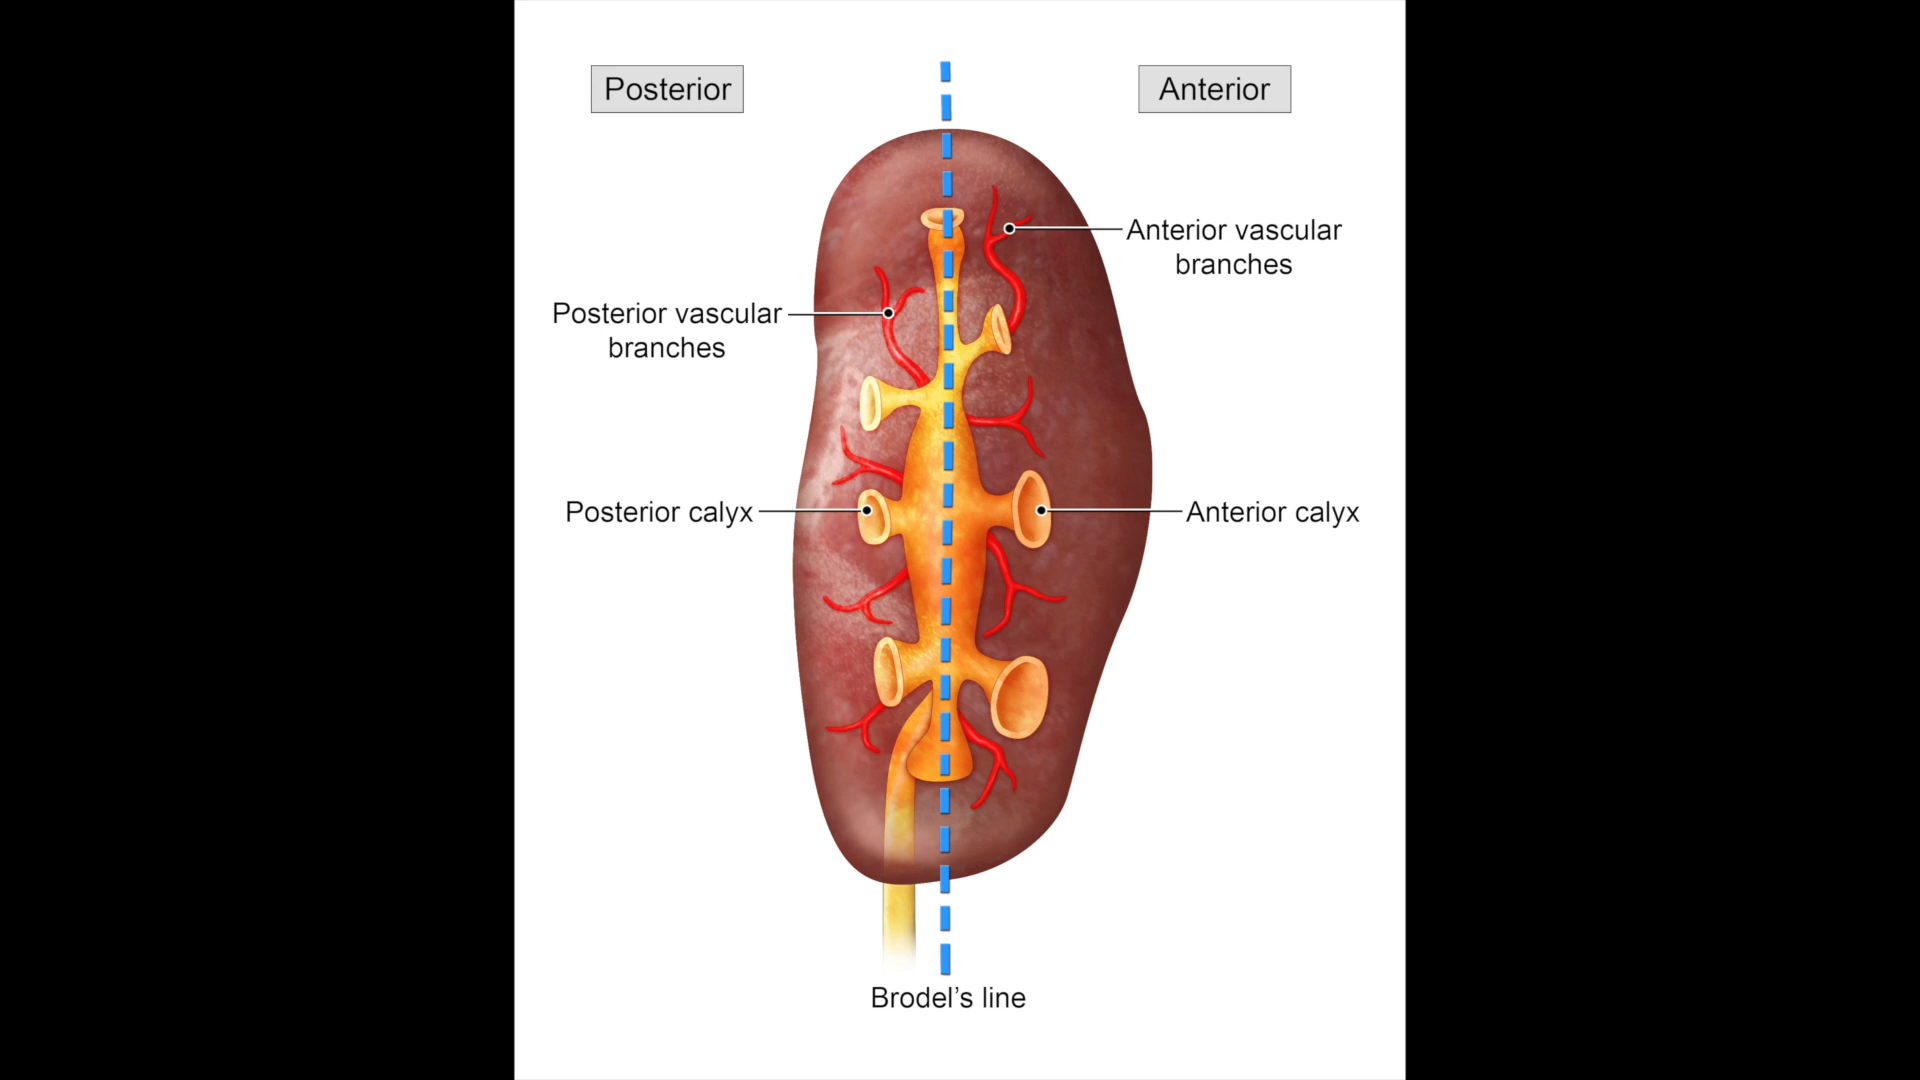 Posterior
Anterior
Anterior vascular
branches
Posterior vascular
branches
Posterior calyx
Anterior calyx
Brodel’s line